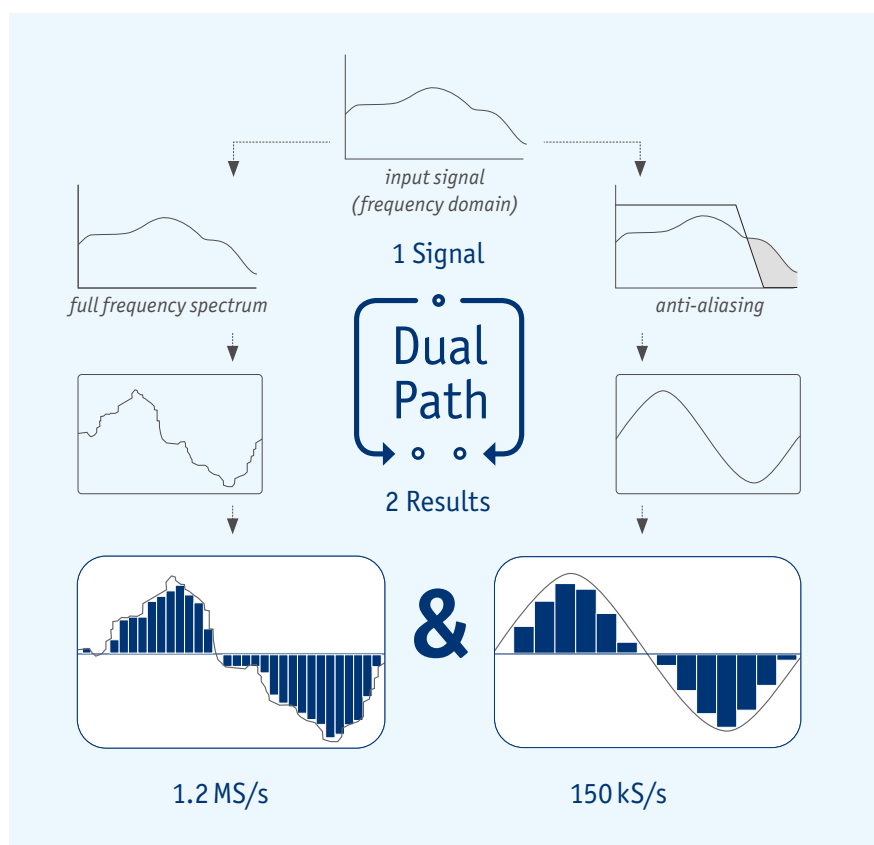 input signal
(frequency domain)
1 Signal
full frequency spectrum
anti-aliasing
Dual
Path
2 Results
&
1.2 MS/s
150 kS/s